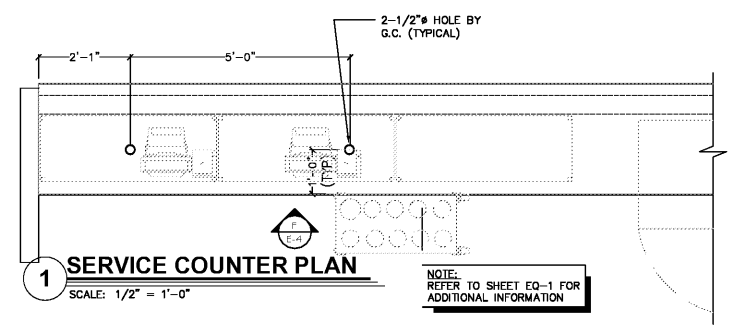 2-1/2"ø HOLE BY
G.C. (TYPICAL)
2'-1"
5'-0"
1'-0"
(TYP)
F
E-4
1
SERVICE COUNTER PLAN
SCALE: 1/2" = 1'-0"
NOTE:
REFER TO SHEET EQ-1 FOR
ADDITIONAL INFORMATION